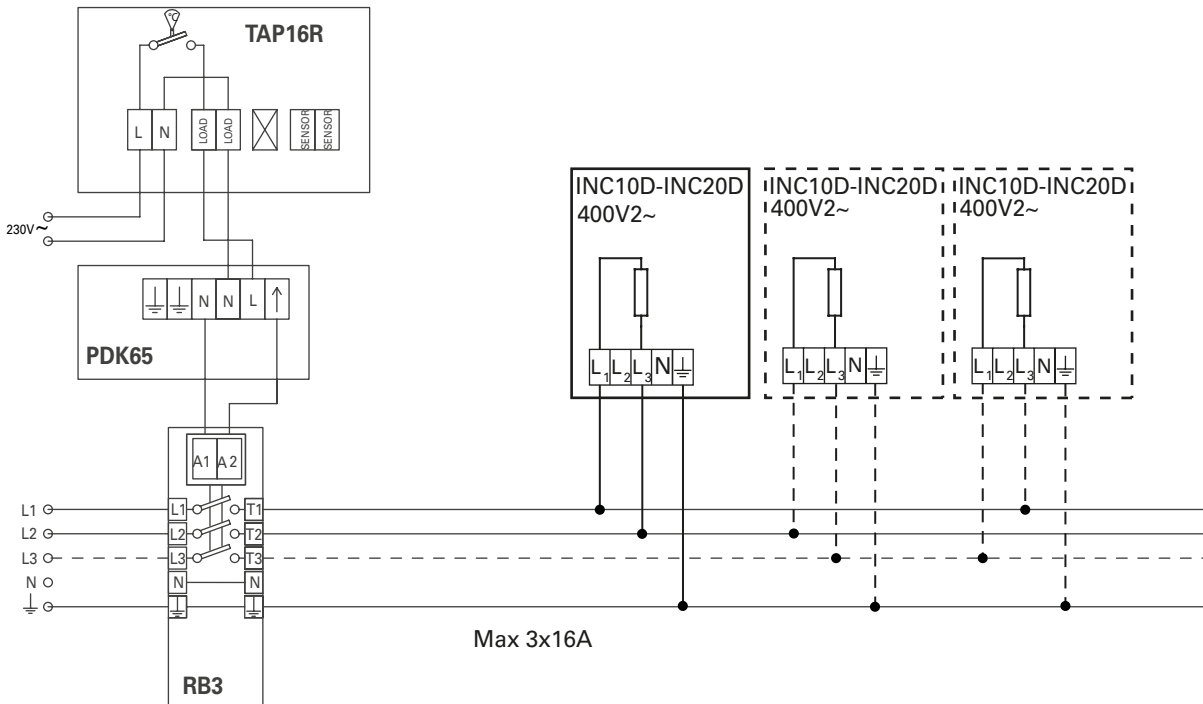 °C
TAP16R
L N LOAD LOAD SENSOR SENSOR
230V~
N N L ↑
PDK65
INC10D-INC20D
400V2~
L1 L2 L3 N
INC10D-INC20D
400V2~
L1 L2 L3 N
INC10D-INC20D
400V2~
L1 L2 L3 N
A1 A2
L1 L1 T1
L2 L2 T2
L3 L3 T3
N N N
Max 3x16A
RB3